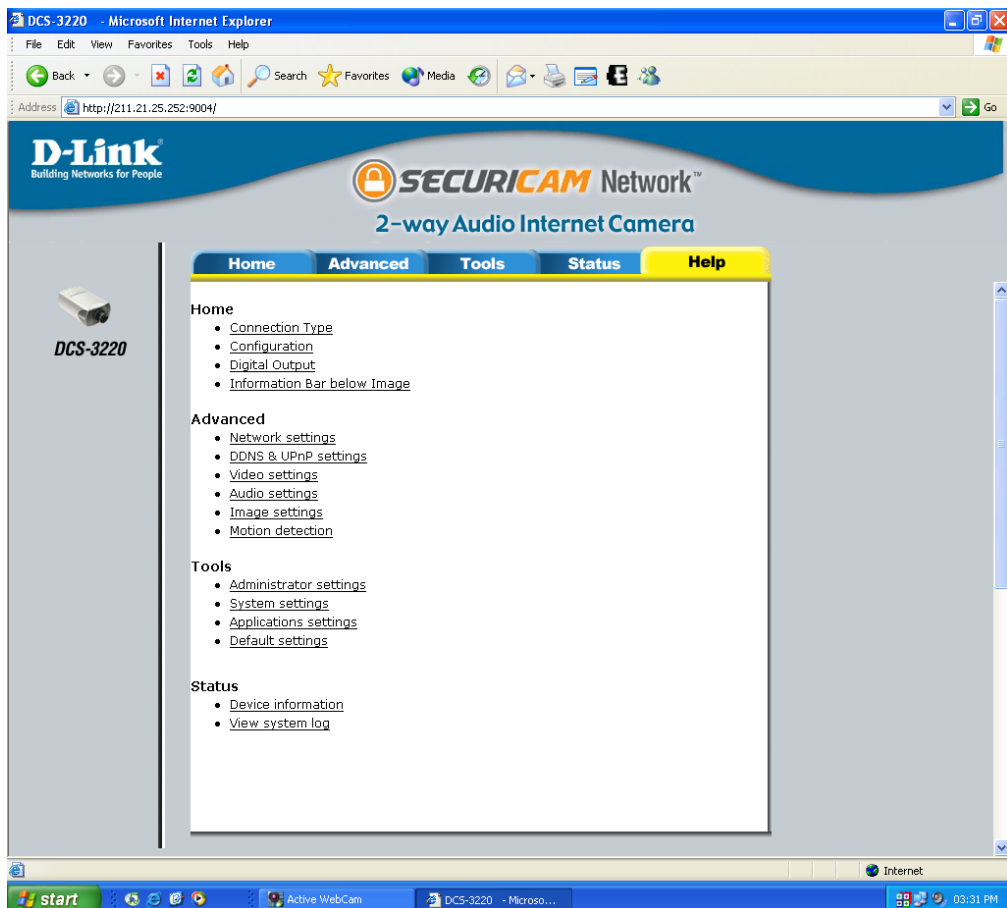 DCS-3220 - Microsoft Internet Explorer
File Edit View Favorites Tools Help
Back Search Favorites Media
Address http://211.21.25.252:9004/ Go
D-Link®
Building Networks for People
SECURICAM Network™
2-way Audio Internet Camera
Home Advanced Tools Status Help
DCS-3220
Home
Connection Type
Configuration
Digital Output
Information Bar below Image
Advanced
Network settings
DDNS & UPnP settings
Video settings
Audio settings
Image settings
Motion detection
Tools
Administrator settings
System settings
Applications settings
Default settings
Status
Device information
View system log
Internet
start Active WebCam DCS-3220 - Microso... 03:31 PM